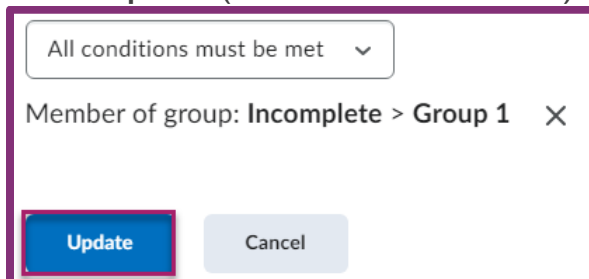 All conditions must be met
Member of group: Incomplete > Group 1
Update Cancel